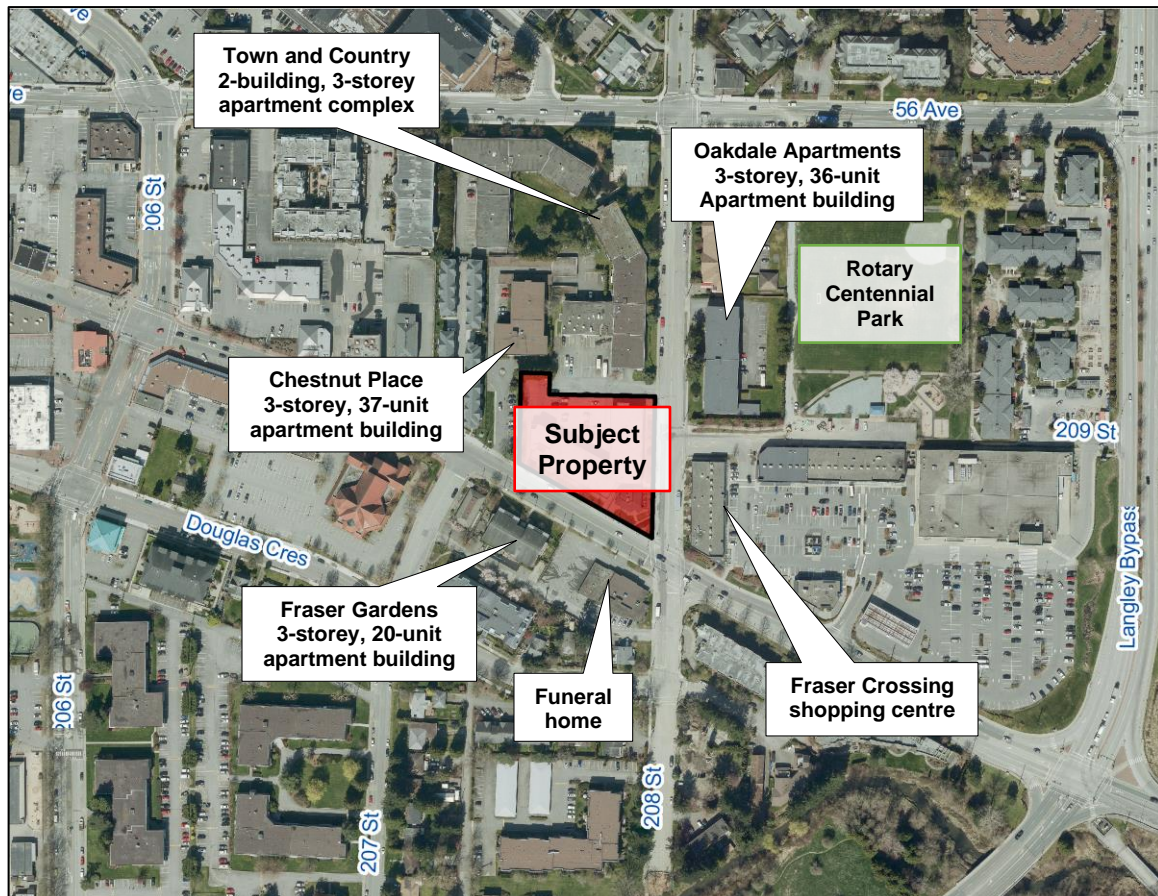 ve
Town and Country
2-building, 3-storey
apartment complex
ve
56 Ave
Oakdale Apartments
3-storey, 36-unit
Apartment building
206 St
Rotary
Centennial
Park
Chestnut Place
3-storey, 37-unit
apartment building
Subject
Property
209 St
Douglas Cres
Langley Bypass
Fraser Gardens
3-storey, 20-unit
apartment building
Funeral
home
Fraser Crossing
shopping centre
206 St
207 St
208 St